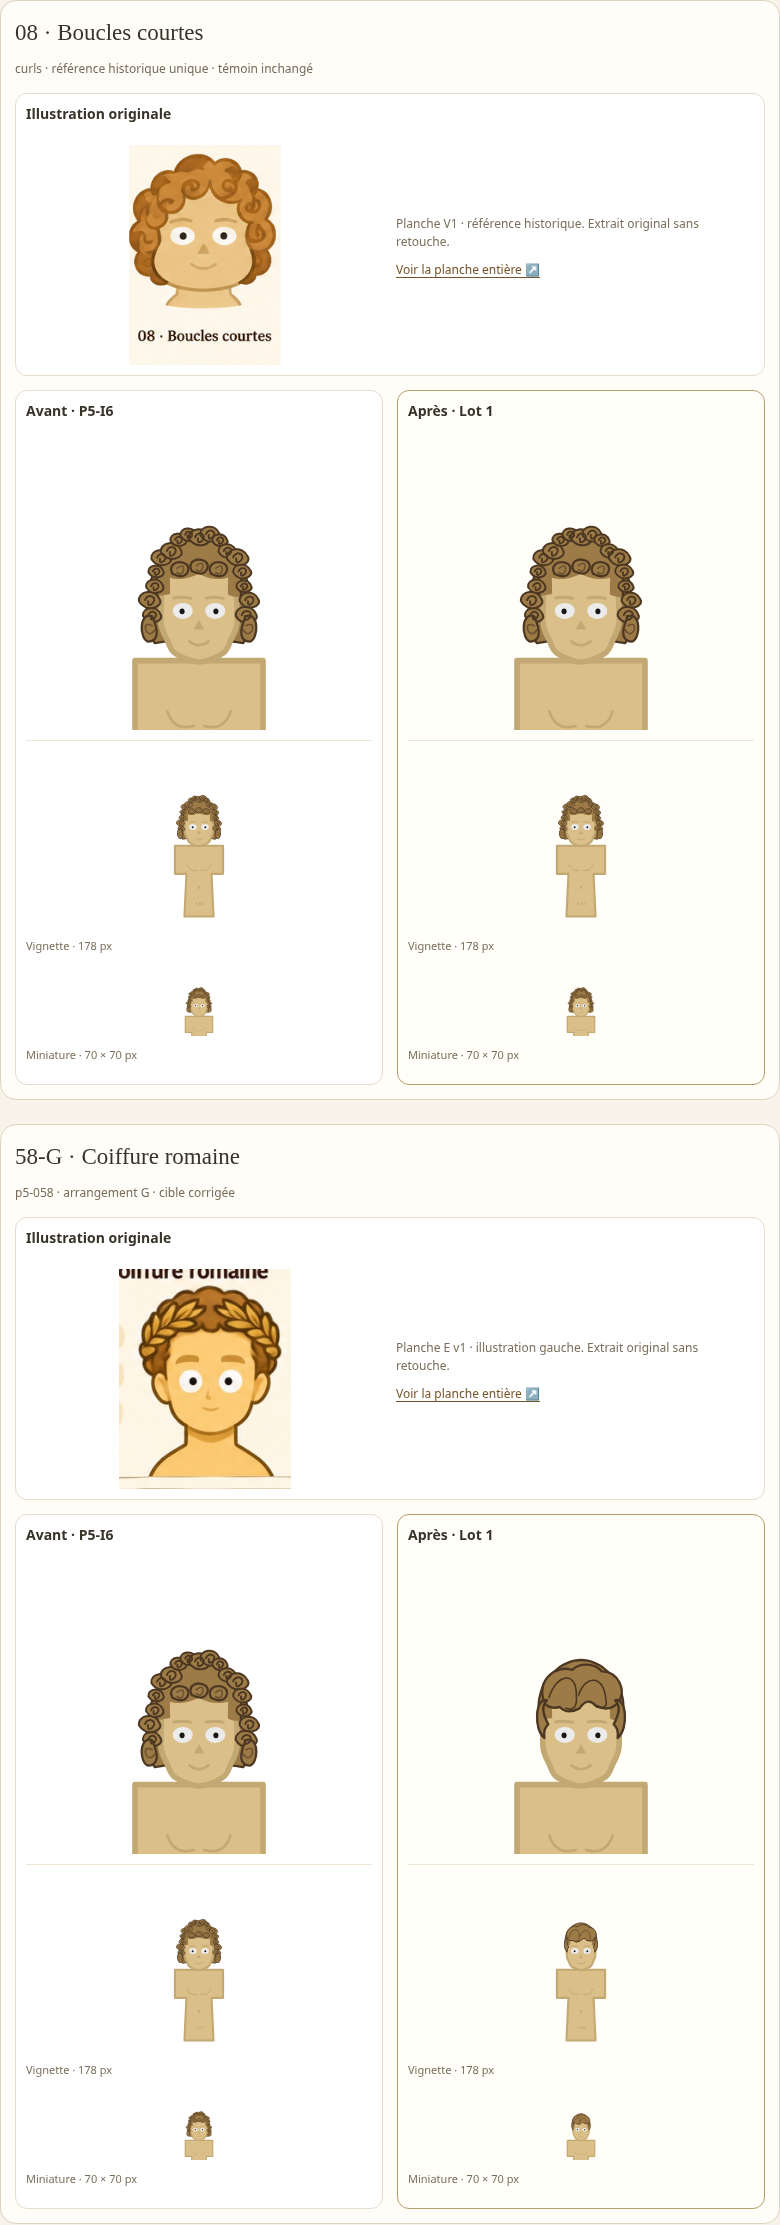 08 · Boucles courtes
curls · référence historique unique · témoin inchangé
Illustration originale
08 · Boucles courtes
Planche V1 · référence historique. Extrait original sans
retouche.
Voir la planche entière ↗
Avant · P5-I6
Après · Lot 1
Vignette · 178 px
Vignette · 178 px
Miniature · 70 × 70 px
Miniature · 70 × 70 px
58-G · Coiffure romaine
p5-058 · arrangement G · cible corrigée
Illustration originale
oiffure romaine
Planche E v1 · illustration gauche. Extrait original sans
retouche.
Voir la planche entière ↗
Avant · P5-I6
Après · Lot 1
Vignette · 178 px
Vignette · 178 px
Miniature · 70 × 70 px
Miniature · 70 × 70 px